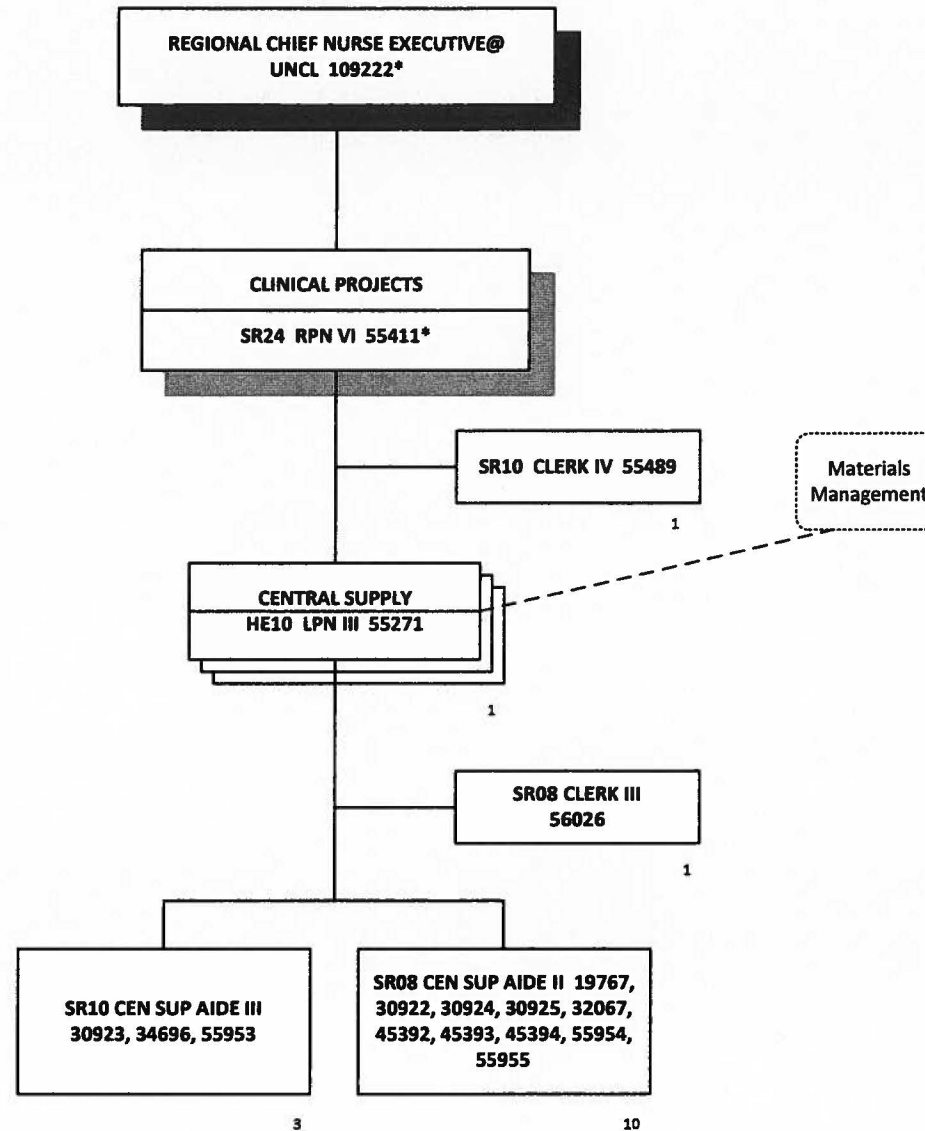 REGIONAL CHIEF NURSE EXECUTIVE@
UNCL 109222*
CLINICAL PROJECTS
SR24 RPN VI 55411*
SR10 CLERK IV 55489
1
Materials
Management
CENTRAL SUPPLY
HE10 LPN III 55271
1
SR08 CLERK III
56026
1
SR10 CEN SUP AIDE III
30923, 34696, 55953
3
SR08 CEN SUP AIDE II 19767,
30922, 30924, 30925, 32067,
45392, 45393, 45394, 55954,
55955
10